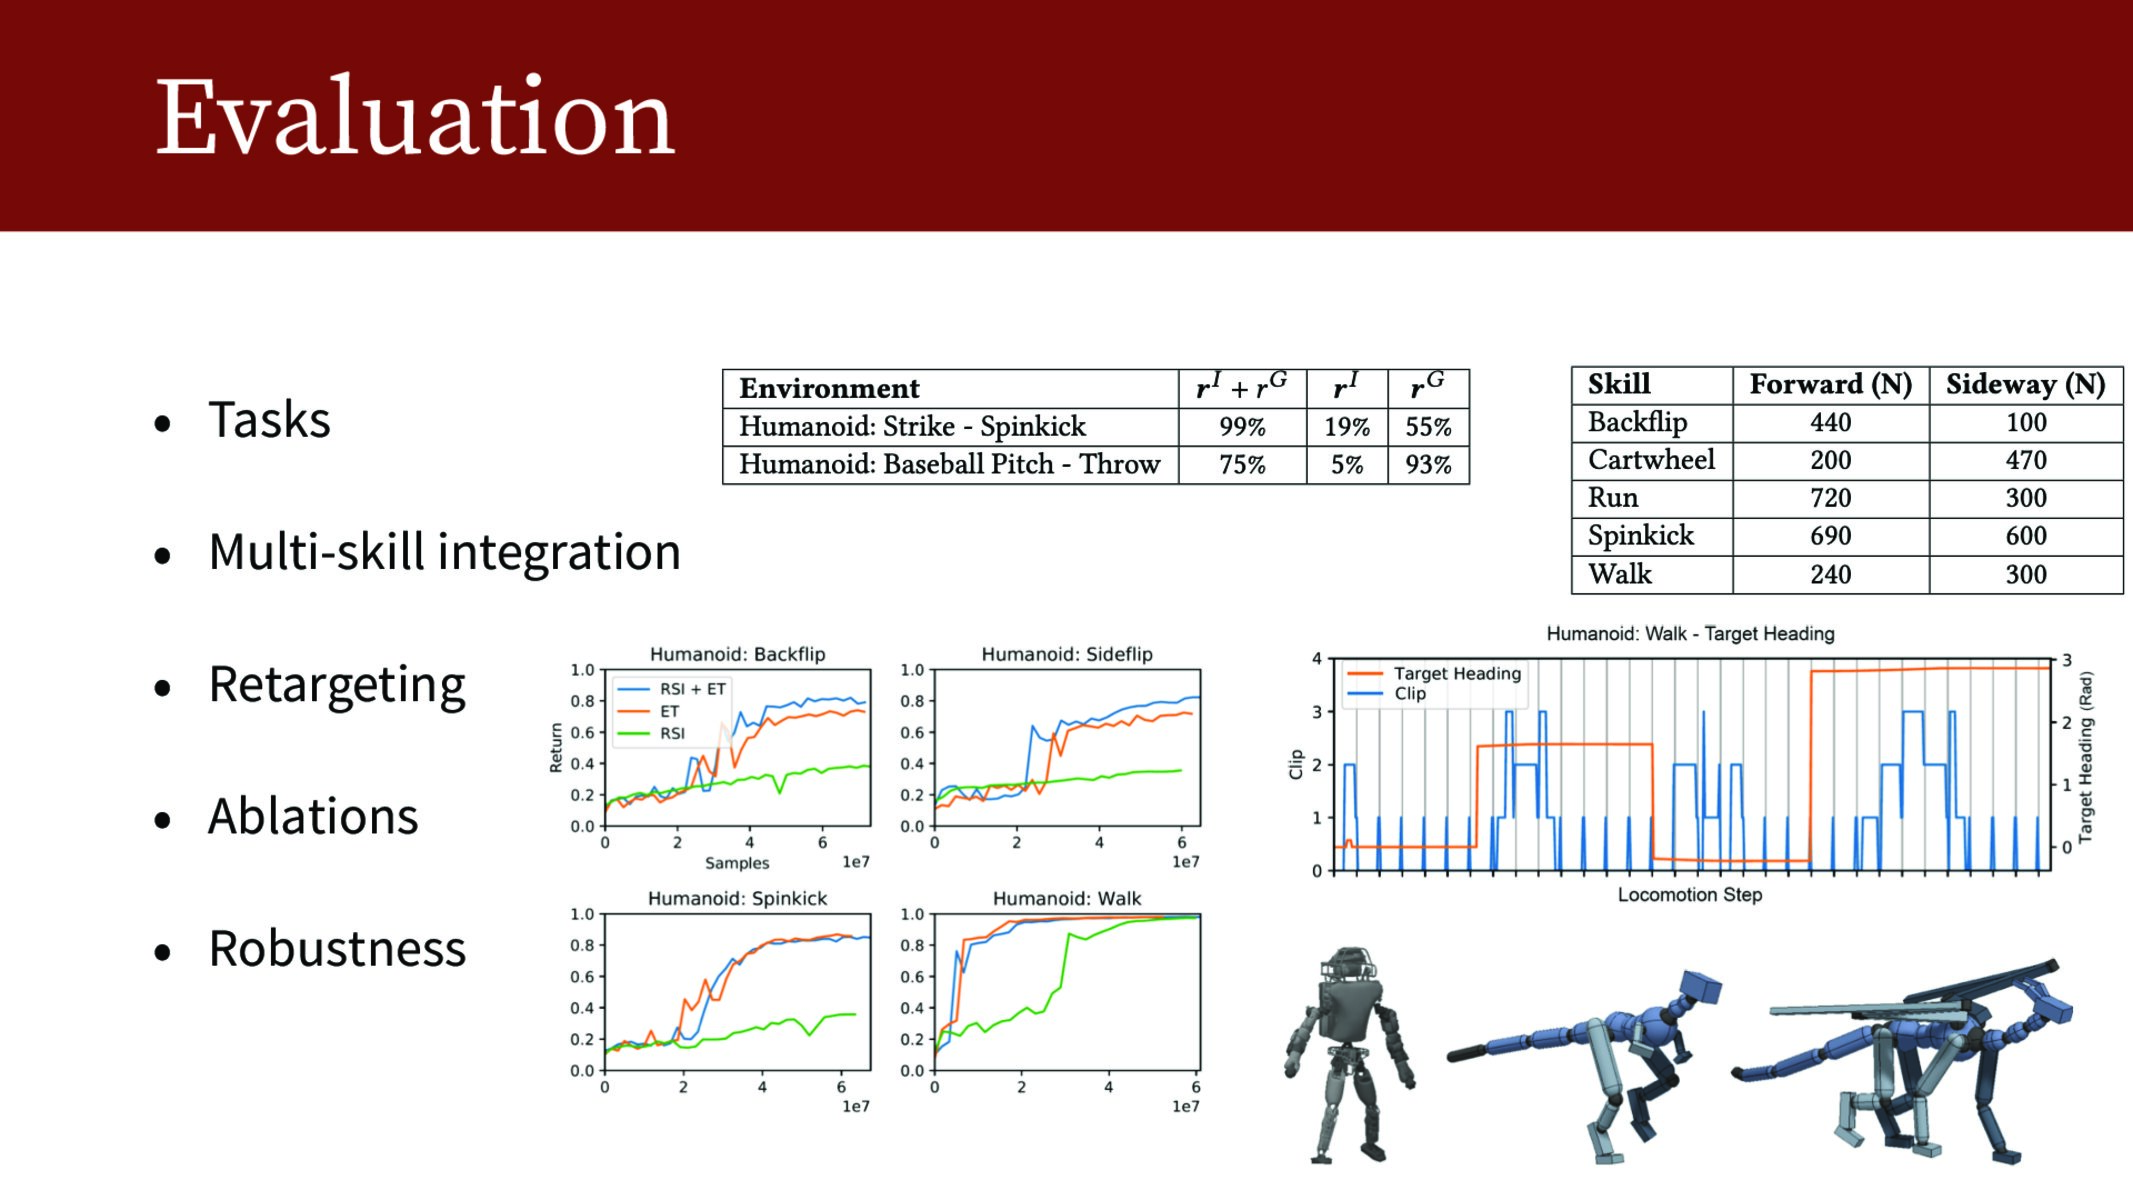 Evaluation
• Tasks
• Multi-skill integration
• Retargeting
• Ablations
• Robustness
Environment r^I + r^G r^I r^G
Humanoid: Strike - Spinkick 99% 19% 55%
Humanoid: Baseball Pitch - Throw 75% 5% 93%
Skill Forward (N) Sideway (N)
Backflip 440 100
Cartwheel 200 470
Run 720 300
Spinkick 690 600
Walk 240 300
Humanoid: Backflip
1.0
0.8
0.6
0.4
0.2
0.0
Return
RSI + ET
ET
RSI
0 2 4 6
Samples 1e7
Humanoid: Sideflip
1.0
0.8
0.6
0.4
0.2
0.0
0 2 4 6
1e7
Humanoid: Spinkick
1.0
0.8
0.6
0.4
0.2
0.0
0 2 4 6
1e7
Humanoid: Walk
1.0
0.8
0.6
0.4
0.2
0.0
0 2 4 6
1e7
Humanoid: Walk - Target Heading
4
3
2
1
0
Clip
Target Heading
Clip
3
2
1
0
Target Heading (Rad)
Locomotion Step